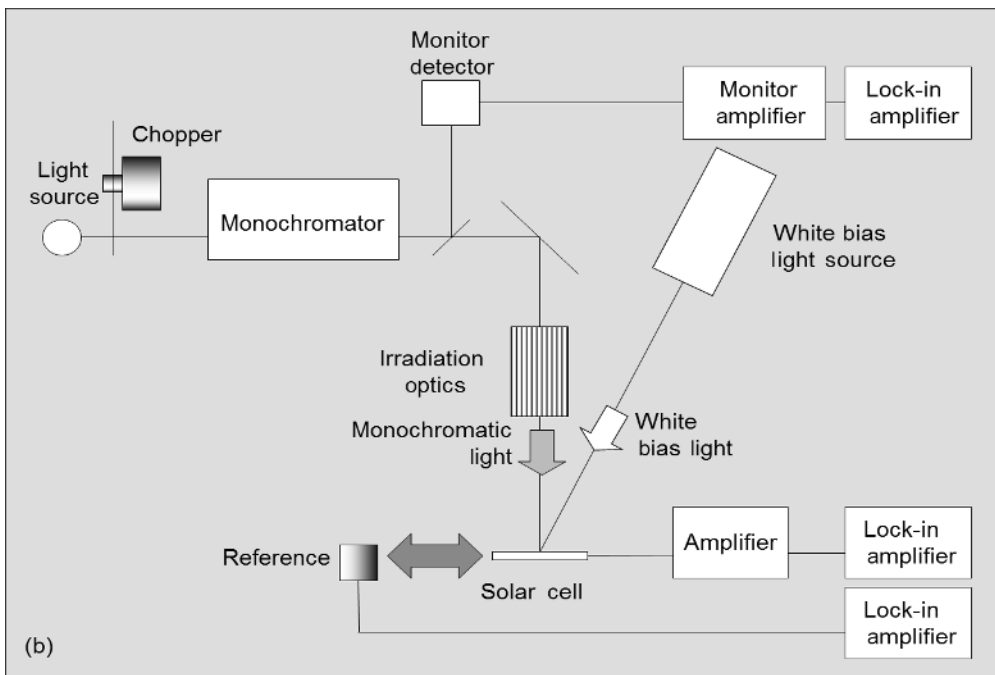 Monitor
detector
Monitor
amplifier
Lock-in
amplifier
Chopper
Light
source
Monochromator
White bias
light source
Irradiation
optics
Monochromatic
light
White
bias light
Reference
Solar cell
Amplifier
Lock-in
amplifier
Lock-in
amplifier
(b)